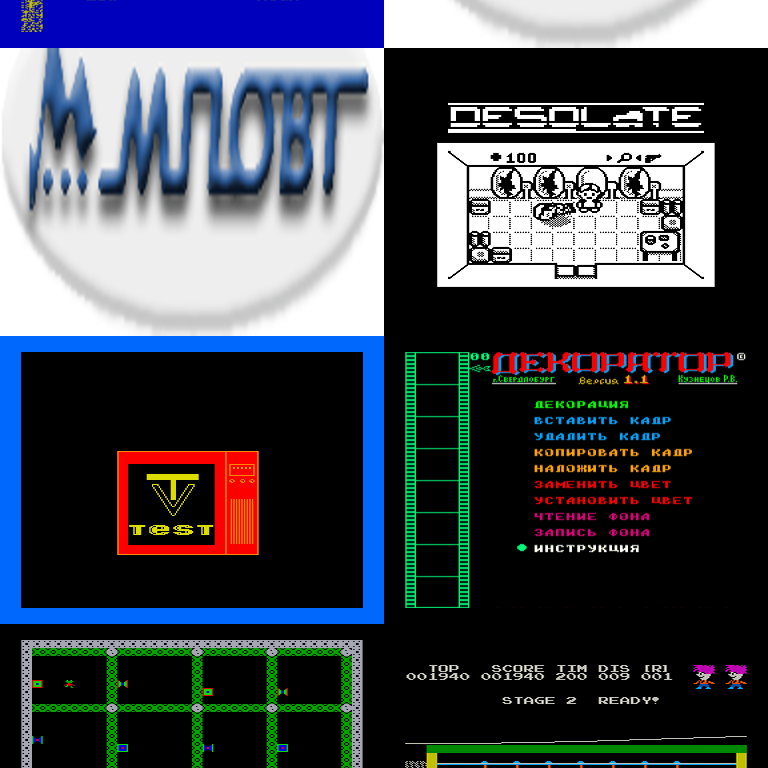 МПОВТ
DESOLATE
100
TV
TEST
00
ДЕКОРАТОР®
г.Свердлобург Версия 1.1 Кузнецов Р.В.
ДЕКОРАЦИЯ
ВСТАВИТЬ КАДР
УДАЛИТЬ КАДР
КОПИРОВАТЬ КАДР
НАЛОЖИТЬ КАДР
ЗАМЕНИТЬ ЦВЕТ
УСТАНОВИТЬ ЦВЕТ
ЧТЕНИЕ ФОНА
ЗАПИСЬ ФОНА
ИНСТРУКЦИЯ
TOP SCORE TIM DIS [R]
001940 001940 200 009 001
STAGE 2 READY!